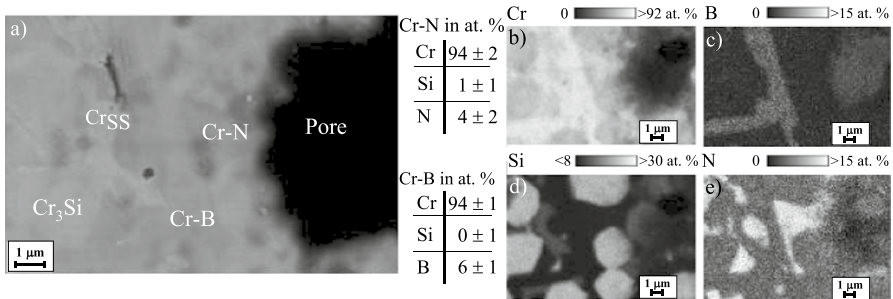 a)
Cr_SS
Cr-N
Pore
Cr₃Si
Cr-B
1 µm
Cr-N in at. %
Cr 94 ± 2
Si 1 ± 1
N 4 ± 2
Cr-B in at. %
Cr 94 ± 1
Si 0 ± 1
B 6 ± 1
Cr 0 >92 at. %
b)
1 µm
B 0 >15 at. %
c)
1 µm
Si <8 >30 at. %
d)
1 µm
N 0 >15 at. %
e)
1 µm